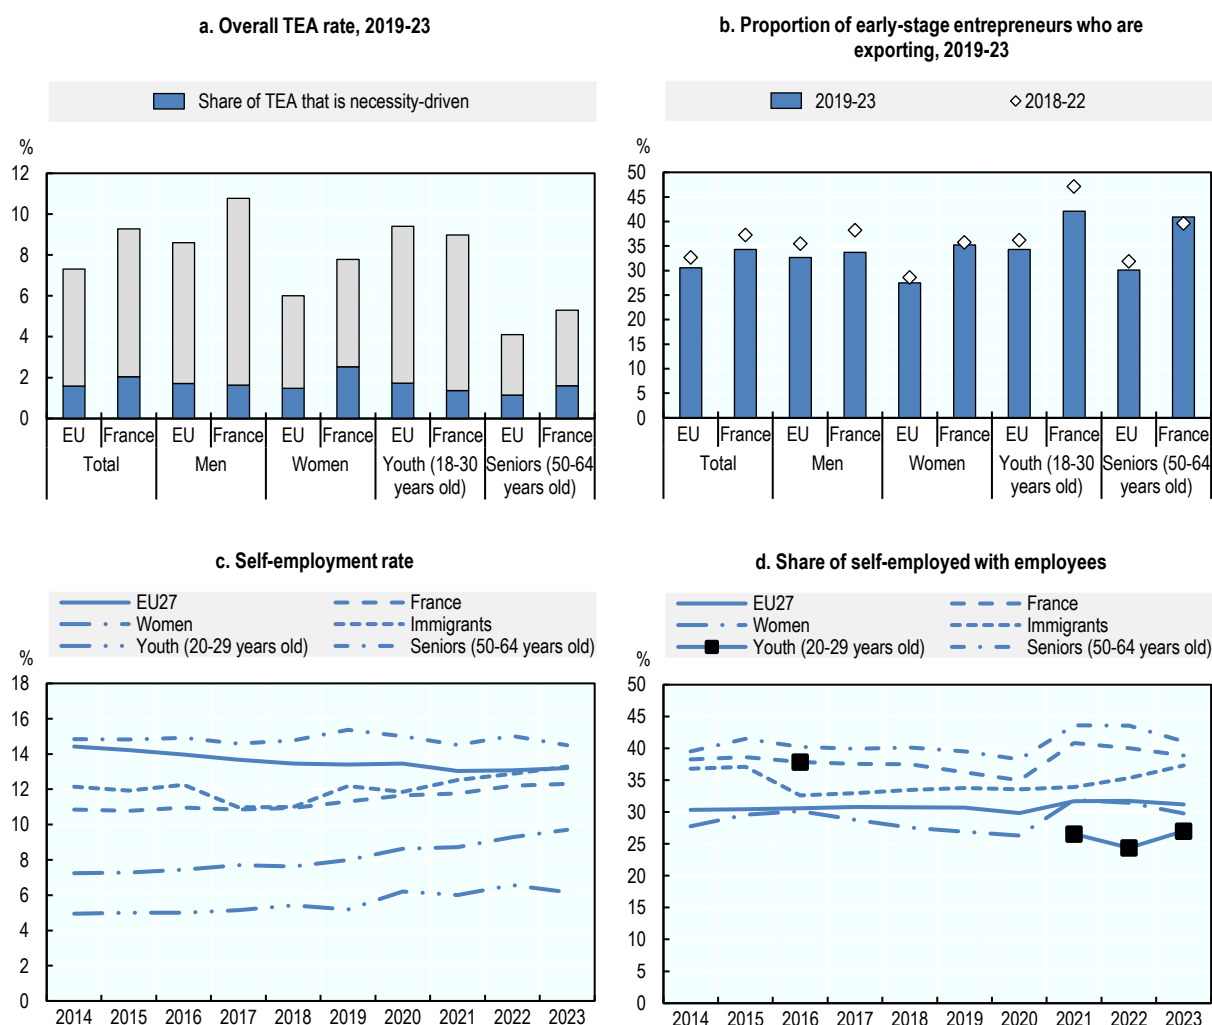 a. Overall TEA rate, 2019-23
Share of TEA that is necessity-driven
%
12
10
8
6
4
2
0
EU France EU France EU France EU France EU France
Total Men Women Youth (18-30 Seniors (50-64
years old) years old)
b. Proportion of early-stage entrepreneurs who are
exporting, 2019-23
2019-23 2018-22
%
50
45
40
35
30
25
20
15
10
5
0
EU France EU France EU France EU France EU France
Total Men Women Youth (18-30 Seniors (50-64
years old) years old)
c. Self-employment rate
EU27 France
Women Immigrants
Youth (20-29 years old) Seniors (50-64 years old)
%
18
16
14
12
10
8
6
4
2
0
2014 2015 2016 2017 2018 2019 2020 2021 2022 2023
d. Share of self-employed with employees
EU27 France
Women Immigrants
Youth (20-29 years old) Seniors (50-64 years old)
%
50
45
40
35
30
25
20
15
10
5
0
2014 2015 2016 2017 2018 2019 2020 2021 2022 2023